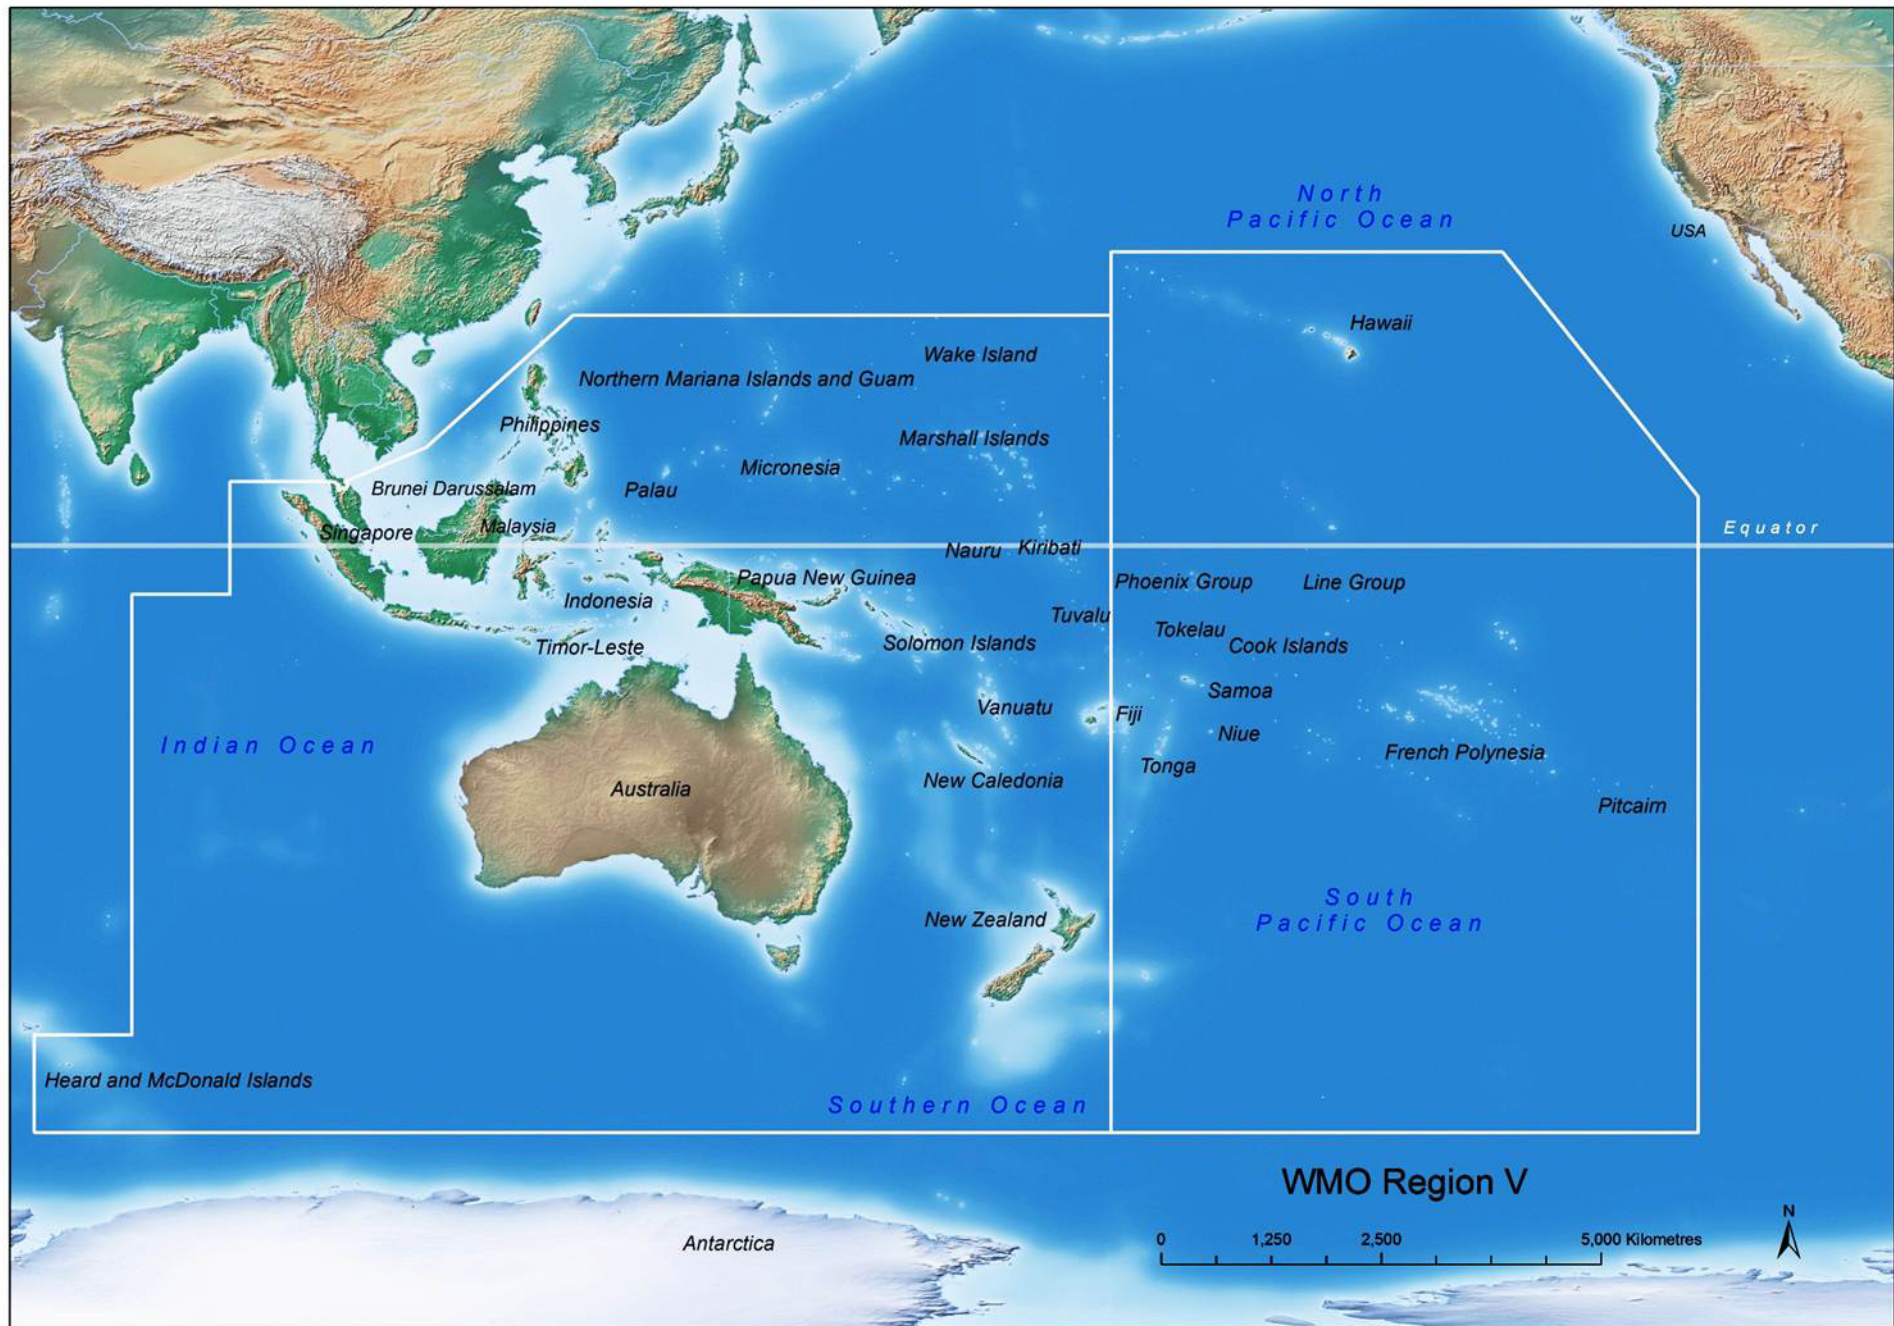 North
Pacific Ocean
USA
Hawaii
Wake Island
Northern Mariana Islands and Guam
Philippines
Marshall Islands
Micronesia
Brunei Darussalam
Palau
Singapore
Malaysia
Equator
Nauru
Kiribati
Papua New Guinea
Phoenix Group
Line Group
Indonesia
Tuvalu
Tokelau
Timor-Leste
Solomon Islands
Cook Islands
Samoa
Vanuatu
Fiji
Niue
Indian Ocean
French Polynesia
Tonga
New Caledonia
Australia
Pitcairn
South
Pacific Ocean
New Zealand
Heard and McDonald Islands
Southern Ocean
WMO Region V
N
0 1,250 2,500 5,000 Kilometres
Antarctica